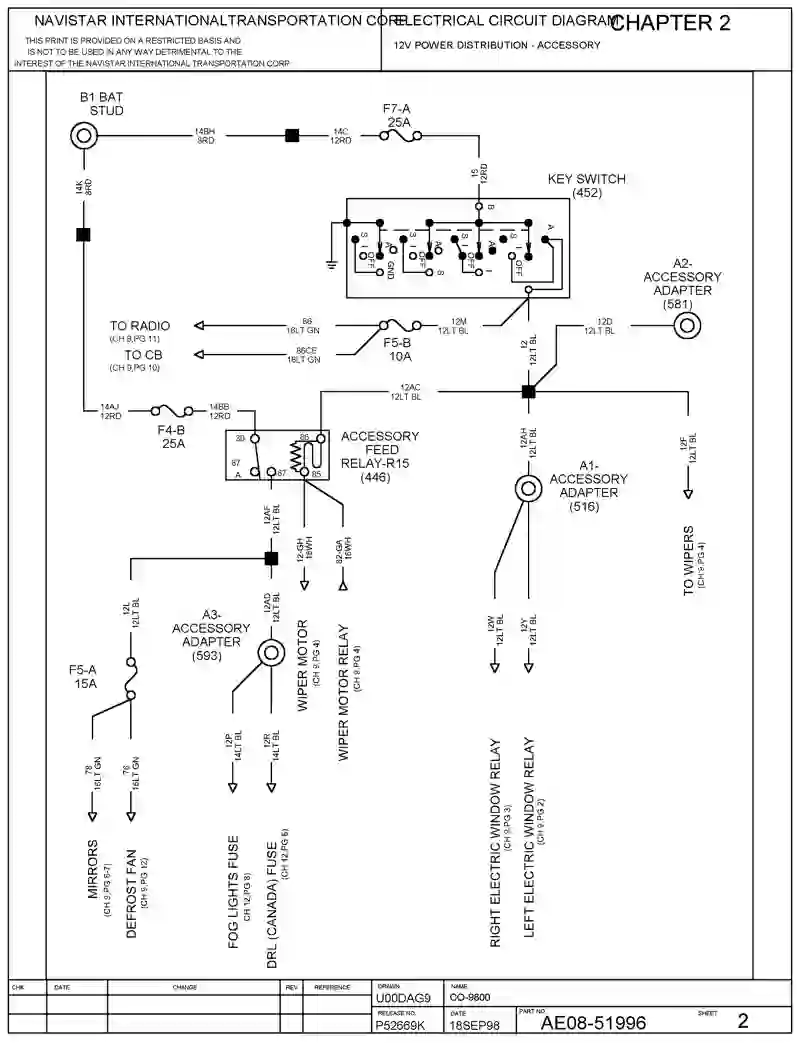 NAVISTAR INTERNATIONALTRANSPORTATION CORP
ELECTRICAL CIRCUIT DIAGRAM
CHAPTER 2
THIS PRINT IS PROVIDED ON A RESTRICTED BASIS AND
IS NOT TO BE USED IN ANY WAY DETRIMENTAL TO THE
INTEREST OF THE NAVISTAR INTERNATIONAL TRANSPORTATION CORP
12V POWER DISTRIBUTION - ACCESSORY
B1 BAT
STUD
14BH
8RD
14C
12RD
F7-A
25A
15
12RD
14K
8RD
KEY SWITCH
(452)
B
A
S
I
OFF
A
GND
S
I
OFF
A
S
S
I
OFF
A
I
OFF
A2-
ACCESSORY
ADAPTER
(581)
TO RADIO
(CH 9,PG 11)
86
16LT GN
F5-B
10A
12M
12LT BL
12D
12LT BL
TO CB
(CH 9,PG 10)
86CE
16LT GN
12
12LT BL
12AC
12LT BL
14AJ
12RD
F4-B
25A
14BB
12RD
30
86
87
A
87
85
ACCESSORY
FEED
RELAY-R15
(446)
12AH
12LT BL
12F
12LT BL
A1-
ACCESSORY
ADAPTER
(516)
12AF
12LT BL
12-GH
16WH
82-GA
16WH
TO WIPERS
(CH 9,PG 4)
12L
12LT BL
12AD
12LT BL
A3-
ACCESSORY
ADAPTER
(593)
WIPER MOTOR
(CH 9,PG 4)
WIPER MOTOR RELAY
(CH 9,PG 4)
12W
12LT BL
12Y
12LT BL
F5-A
15A
12P
14LT BL
12R
14LT BL
78
16LT GN
76
16LT GN
MIRRORS
(CH 9,PG 6-7)
DEFROST FAN
(CH 9,PG 12)
FOG LIGHTS FUSE
CH 12,PG 8)
DRL (CANADA) FUSE
(CH 12,PG 5)
RIGHT ELECTRIC WINDOW RELAY
(CH 9,PG 3)
LEFT ELECTRIC WINDOW RELAY
(CH 9,PG 2)
CHK
DATE
CHANGE
REV
REFERENCE
DRAWN
U00DAG9
NAME
CO-9800
RELEASE NO.
P52669K
DATE
18SEP98
PART NO.
AE08-51996
SHEET
2